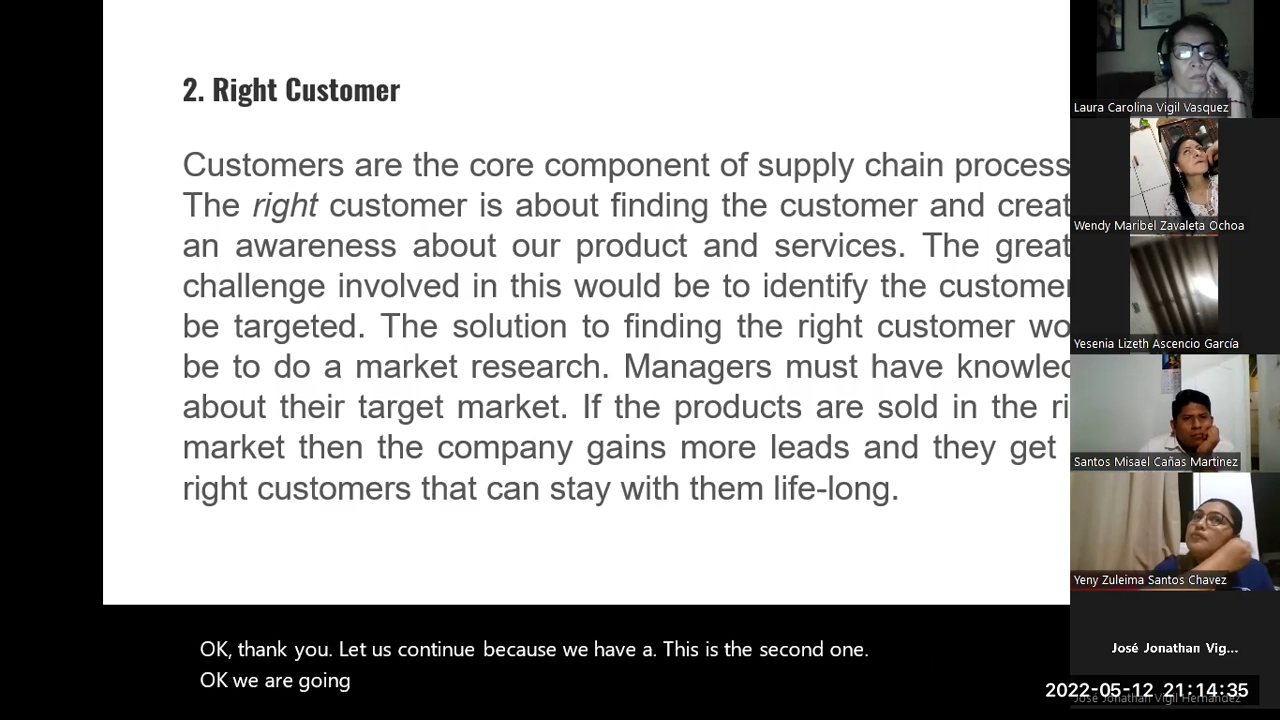 2. Right Customer
Customers are the core component of supply chain process
The right customer is about finding the customer and creat
an awareness about our product and services. The great
challenge involved in this would be to identify the customer
be targeted. The solution to finding the right customer wo
be to do a market research. Managers must have knowled
about their target market. If the products are sold in the ri
market then the company gains more leads and they get
right customers that can stay with them life-long.
OK, thank you. Let us continue because we have a. This is the second one.
OK we are going
Laura Carolina Vigil Vasquez
Wendy Maribel Zavaleta Ochoa
Yesenia Lizeth Ascencio García
Santos Misael Cañas Martínez
Yeny Zuleima Santos Chavez
José Jonathan Vig...
2022-05-12 21:14:35
José Jonathan Vigil Hernández